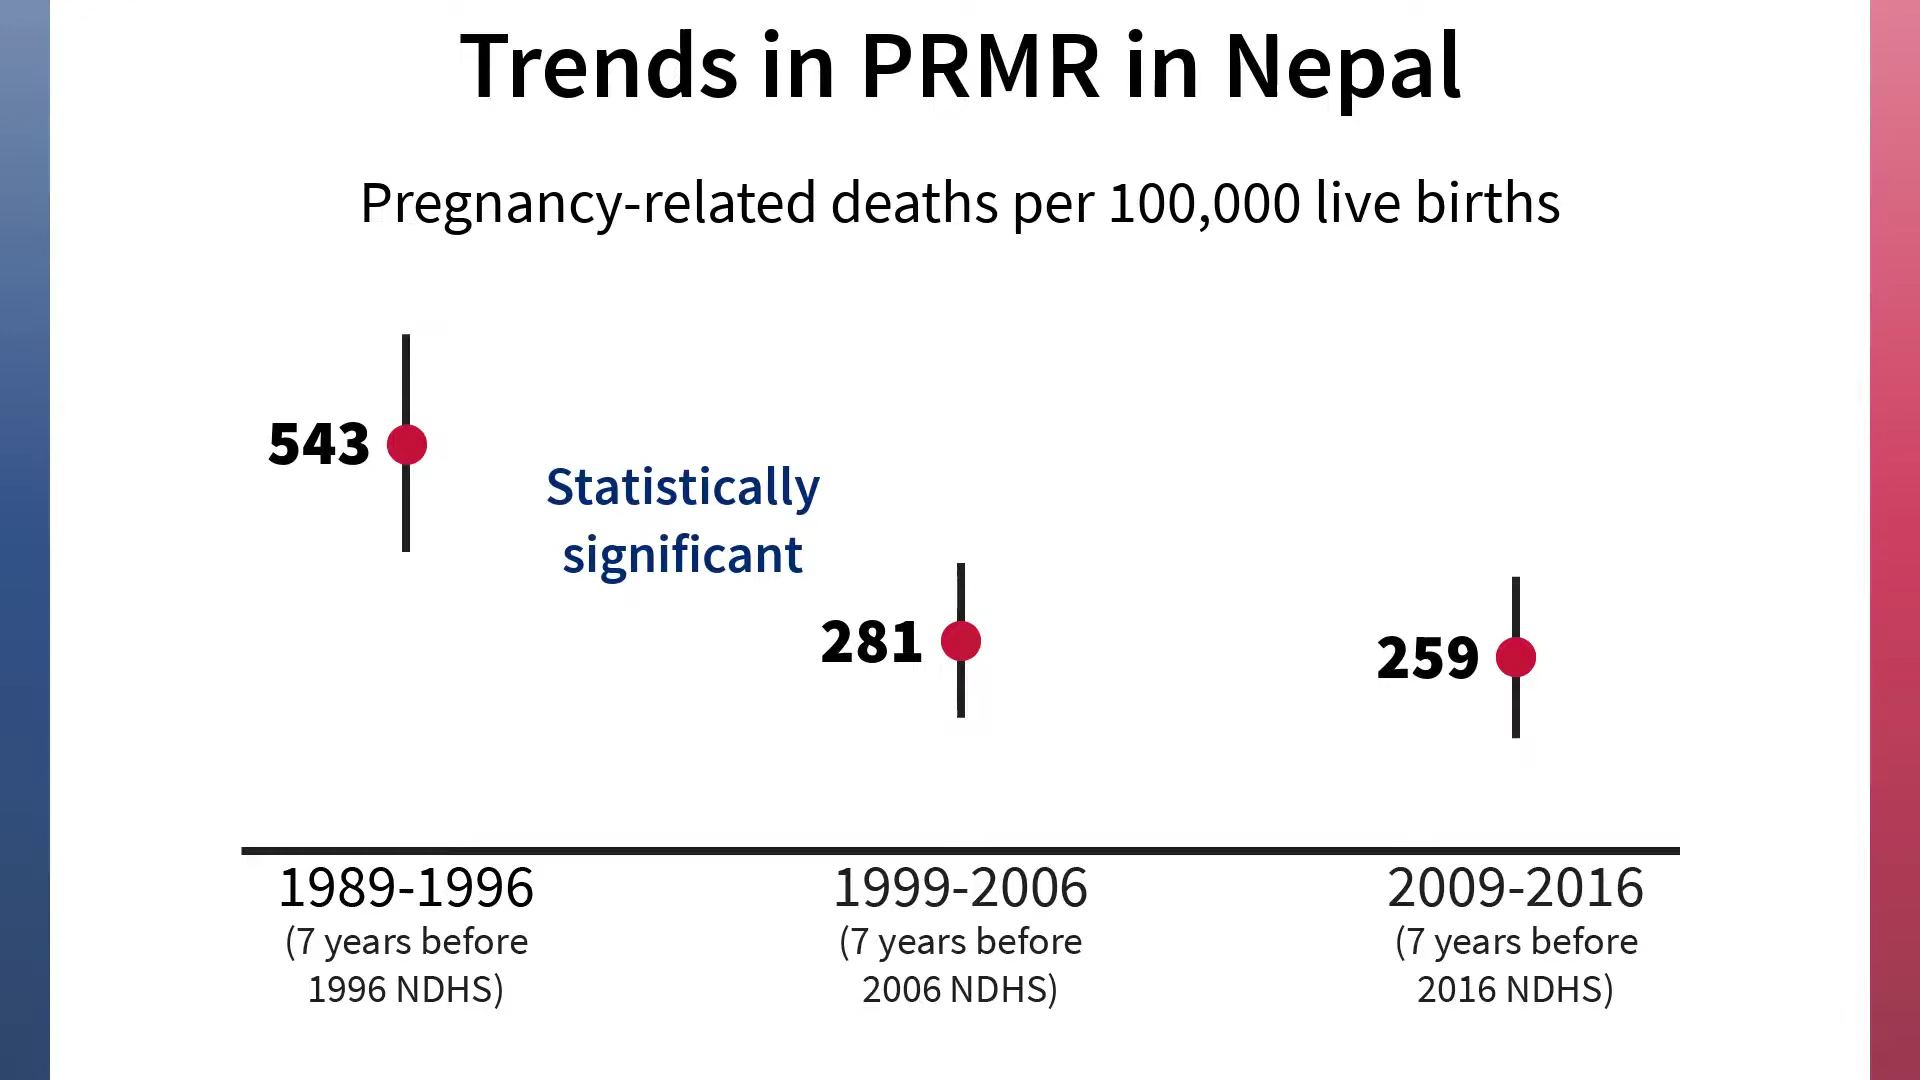 Trends in PRMR in Nepal
Pregnancy-related deaths per 100,000 live births
543
Statistically
significant
281
259
1989-1996
(7 years before
1996 NDHS)
1999-2006
(7 years before
2006 NDHS)
2009-2016
(7 years before
2016 NDHS)